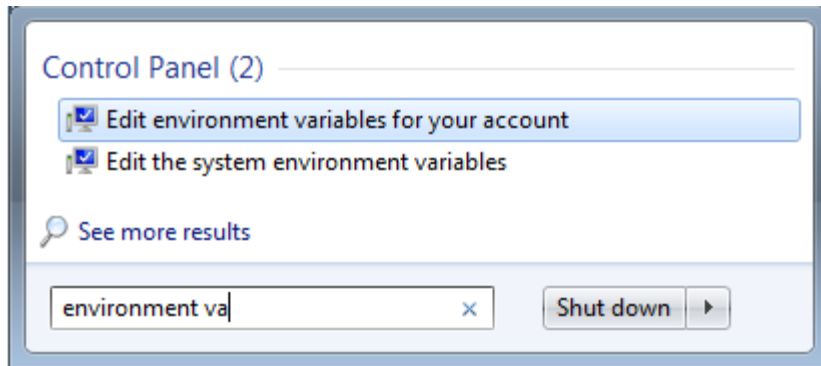 Control Panel (2)
Edit environment variables for your account
Edit the system environment variables
See more results
environment va
Shut down